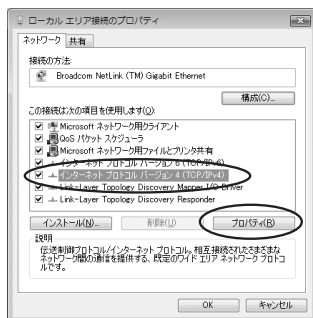 ローカル エリア接続のプロパティ
ネットワーク 共有
接続の方法:
Broadcom NetLink (TM) Gigabit Ethernet
構成(C)...
この接続は次の項目を使用します(O):
Microsoft ネットワーク用クライアント
QoS パケット スケジューラ
Microsoft ネットワーク用ファイルとプリンタ共有
インターネット プロトコル バージョン 6 (TCP/IPv6)
インターネット プロトコル バージョン 4 (TCP/IPv4)
Link-Layer Topology Discovery Mapper I/O Driver
Link-Layer Topology Discovery Responder
インストール(N)... 削除(U) プロパティ(R)
説明
伝送制御プロトコル/インターネット プロトコル。相互接続されたさまざまな
ネットワーク間の通信を提供する、既定のワイド エリア ネットワーク プロトコ
ルです。
OK キャンセル